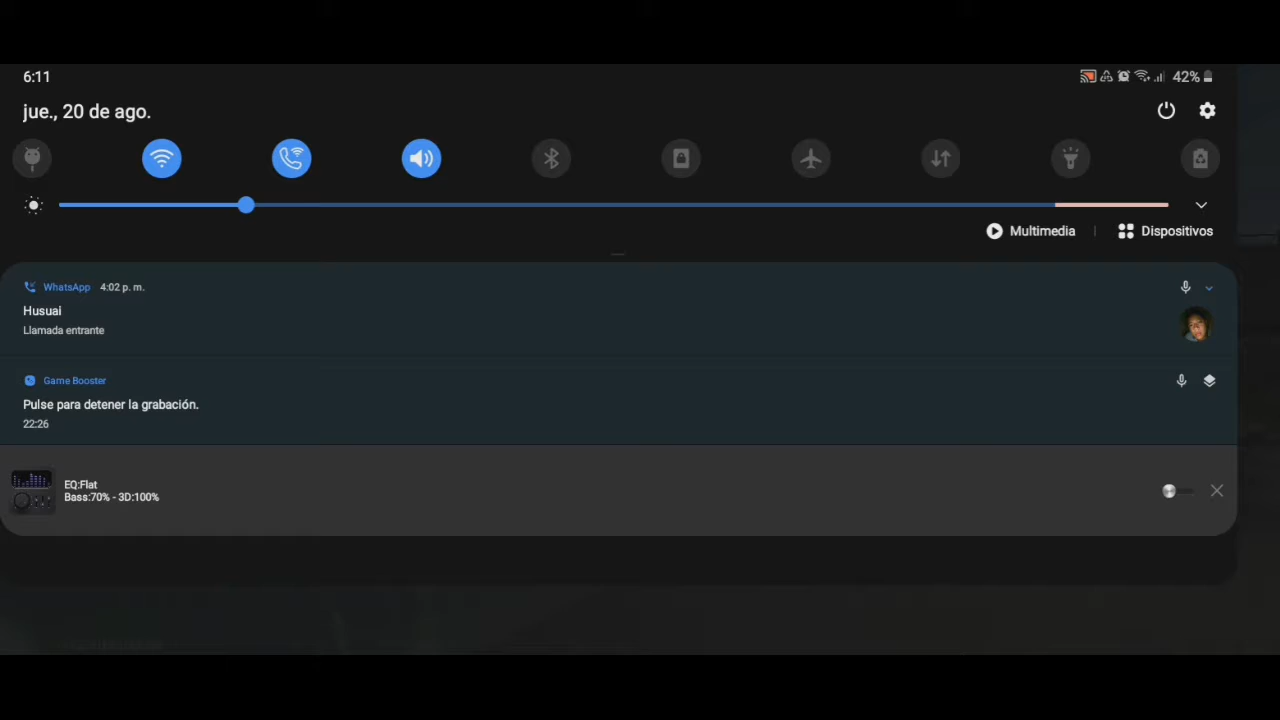 6:11
42%
jue., 20 de ago.
Multimedia
Dispositivos
WhatsApp 4:02 p. m.
Husuai
Llamada entrante
Game Booster
Pulse para detener la grabación.
22:26
EQ:Flat
Bass:70% - 3D:100%